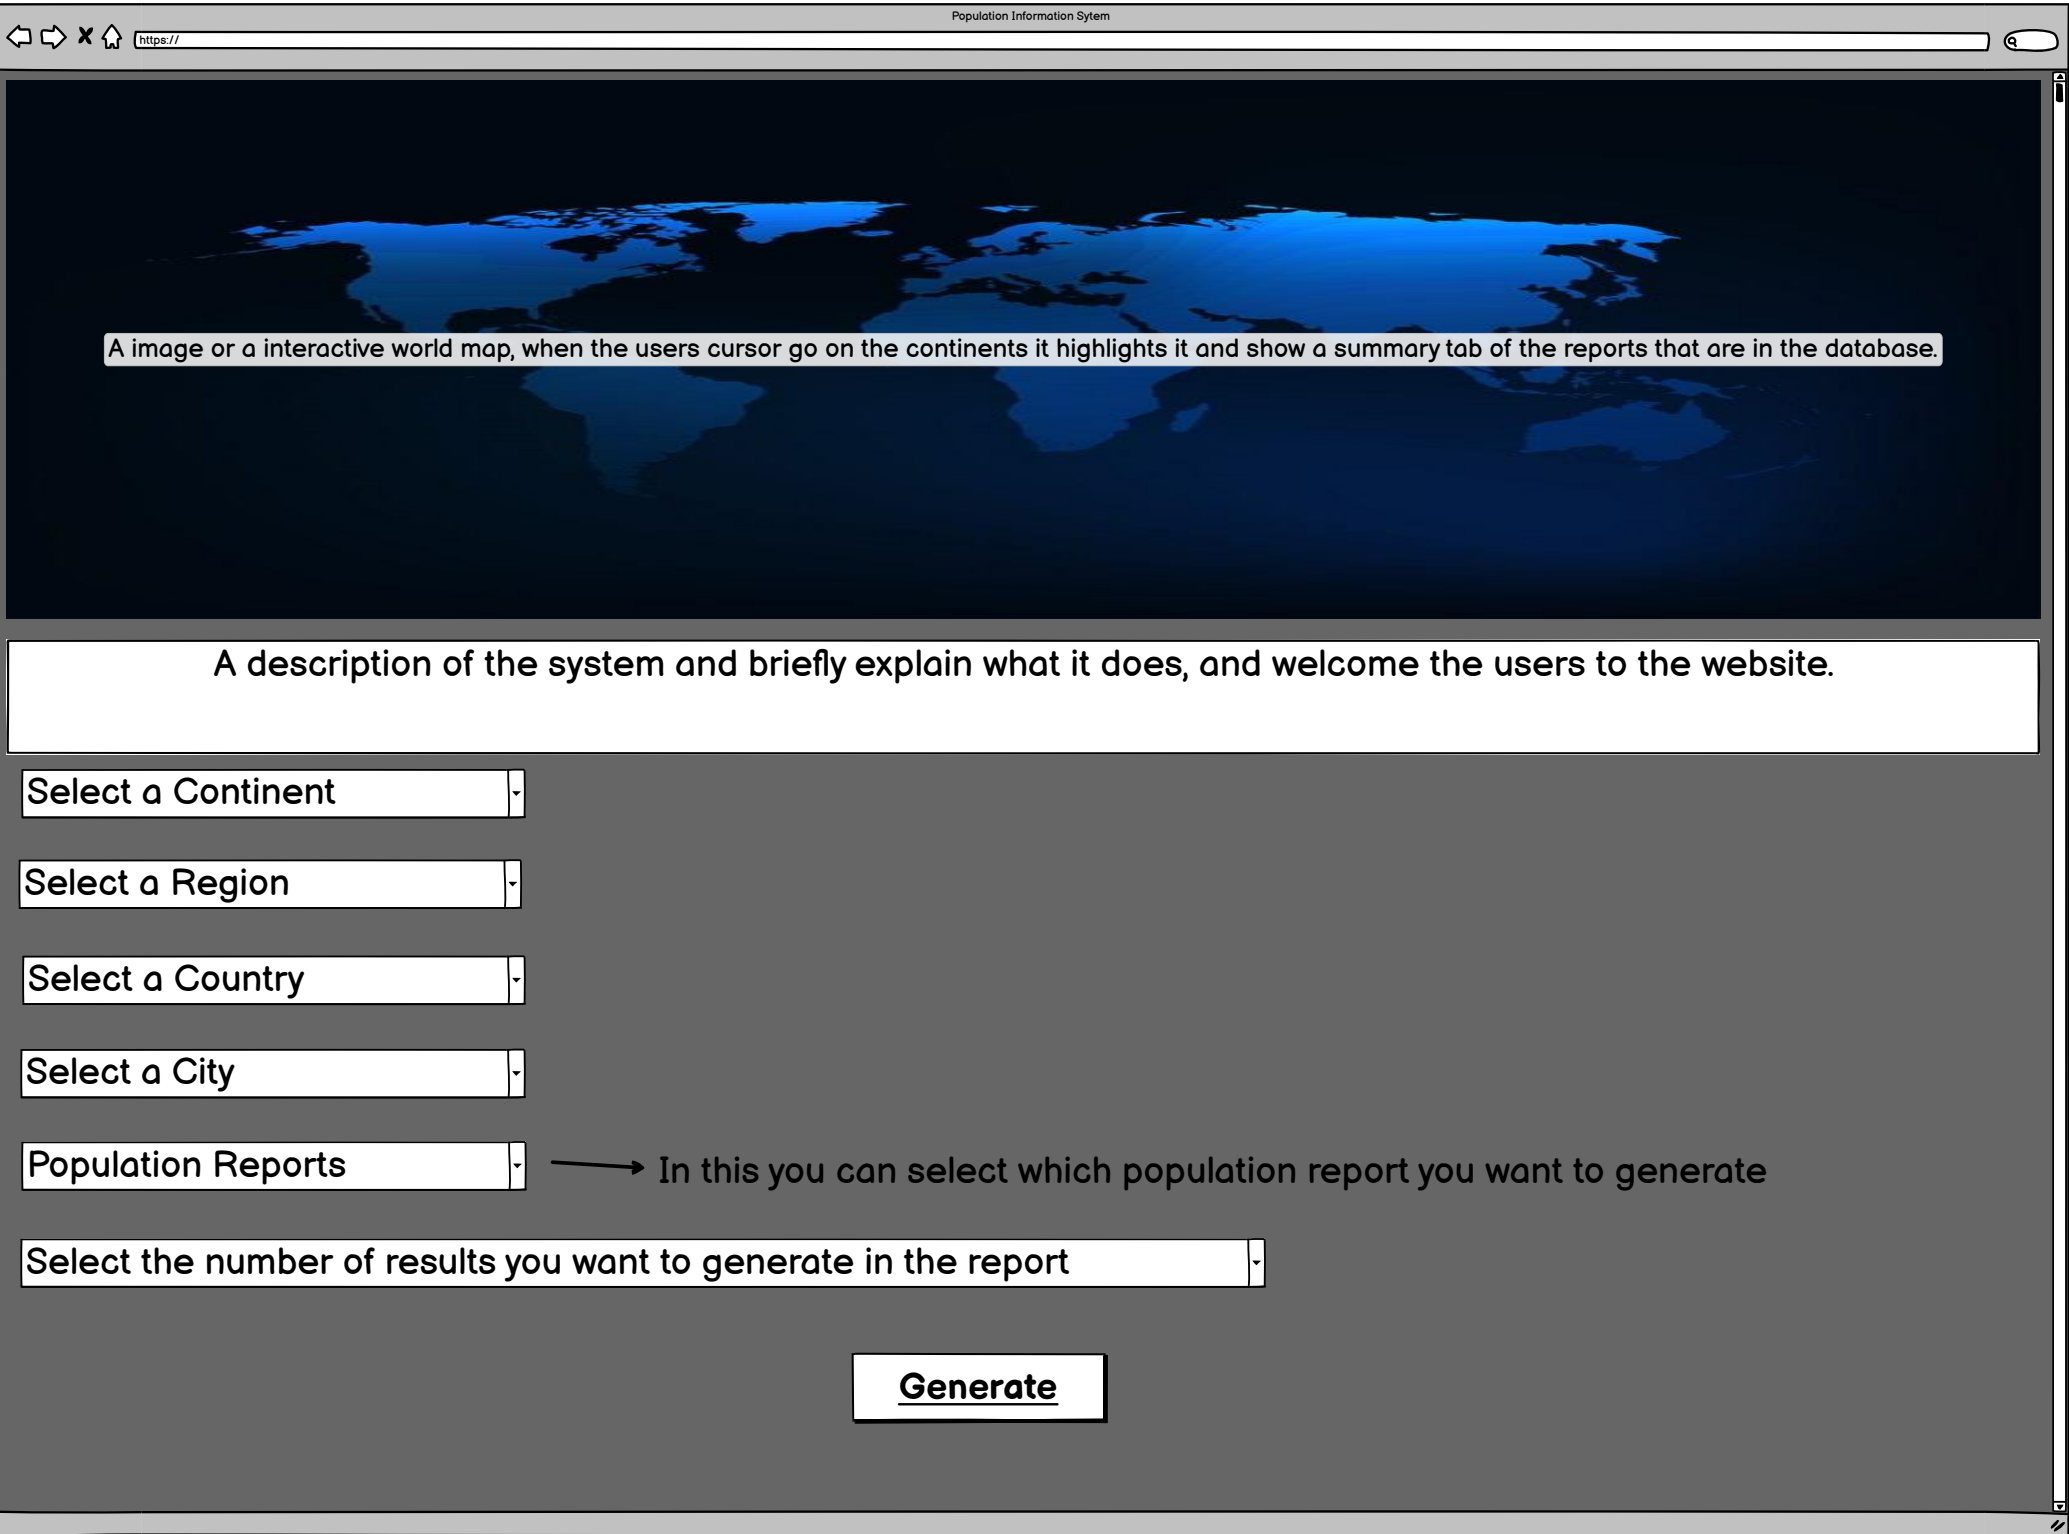 Population Information Sytem
https://
A image or a interactive world map, when the users cursor go on the continents it highlights it and show a summary tab of the reports that are in the database.
A description of the system and briefly explain what it does, and welcome the users to the website.
Select a Continent
Select a Region
Select a Country
Select a City
Population Reports
In this you can select which population report you want to generate
Select the number of results you want to generate in the report
Generate